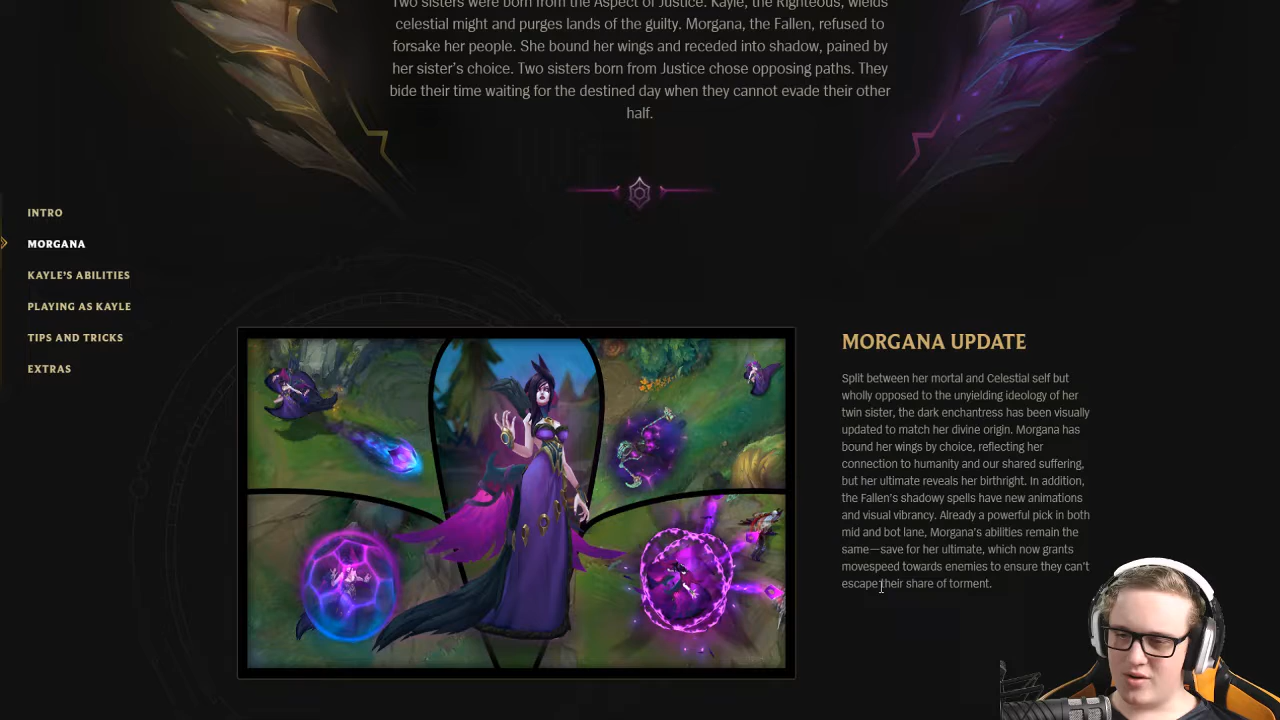 Two sisters were born from the Aspect of Justice. Kayle, the Righteous, wields
celestial might and purges lands of the guilty. Morgana, the Fallen, refused to
forsake her people. She bound her wings and receded into shadow, pained by
her sister's choice. Two sisters born from Justice chose opposing paths. They
bide their time waiting for the destined day when they cannot evade their other
half.
INTRO
MORGANA
KAYLE'S ABILITIES
PLAYING AS KAYLE
TIPS AND TRICKS
EXTRAS
MORGANA UPDATE
Split between her mortal and Celestial self but
wholly opposed to the unyielding ideology of her
twin sister, the dark enchantress has been visually
updated to match her divine origin. Morgana has
bound her wings by choice, reflecting her
connection to humanity and our shared suffering,
but her ultimate reveals her birthright. In addition,
the Fallen's shadowy spells have new animations
and visual vibrancy. Already a powerful pick in both
mid and bot lane, Morgana's abilities remain the
same—save for her ultimate, which now grants
movespeed towards enemies to ensure they can't
escape their share of torment.